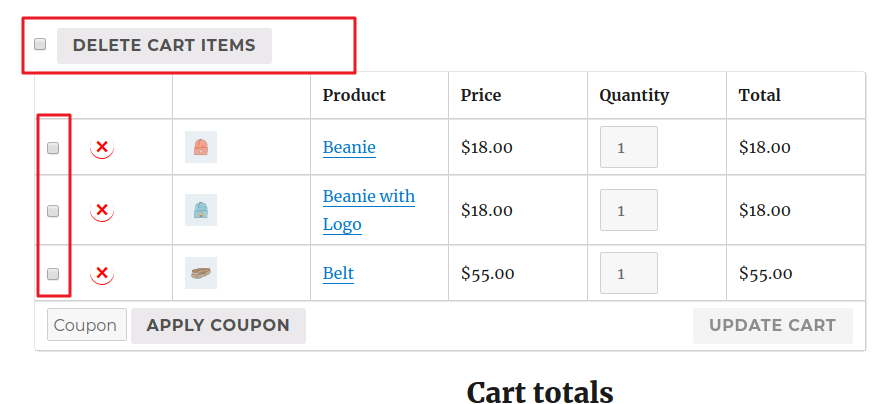 DELETE CART ITEMS
Product Price Quantity Total
Beanie $18.00 1 $18.00
Beanie with
Logo $18.00 1 $18.00
Belt $55.00 1 $55.00
Coupon APPLY COUPON UPDATE CART
Cart totals